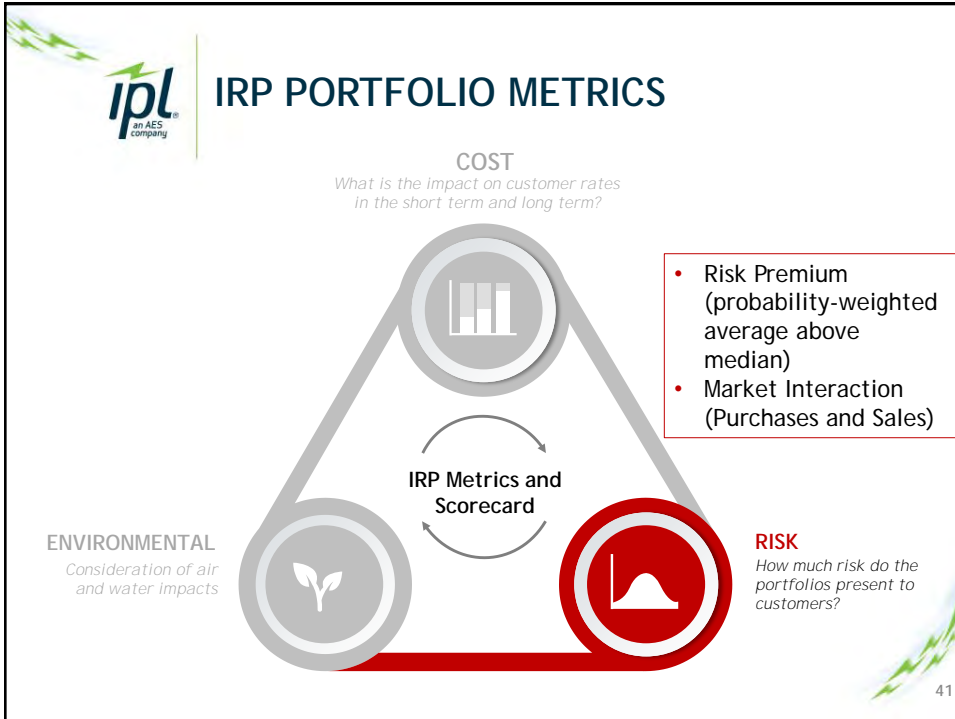 ipl
an AES
company
IRP PORTFOLIO METRICS
COST
What is the impact on customer rates
in the short term and long term?
• Risk Premium
(probability-weighted
average above
median)
• Market Interaction
(Purchases and Sales)
IRP Metrics and
Scorecard
ENVIRONMENTAL
Consideration of air
and water impacts
RISK
How much risk do the
portfolios present to
customers?
41